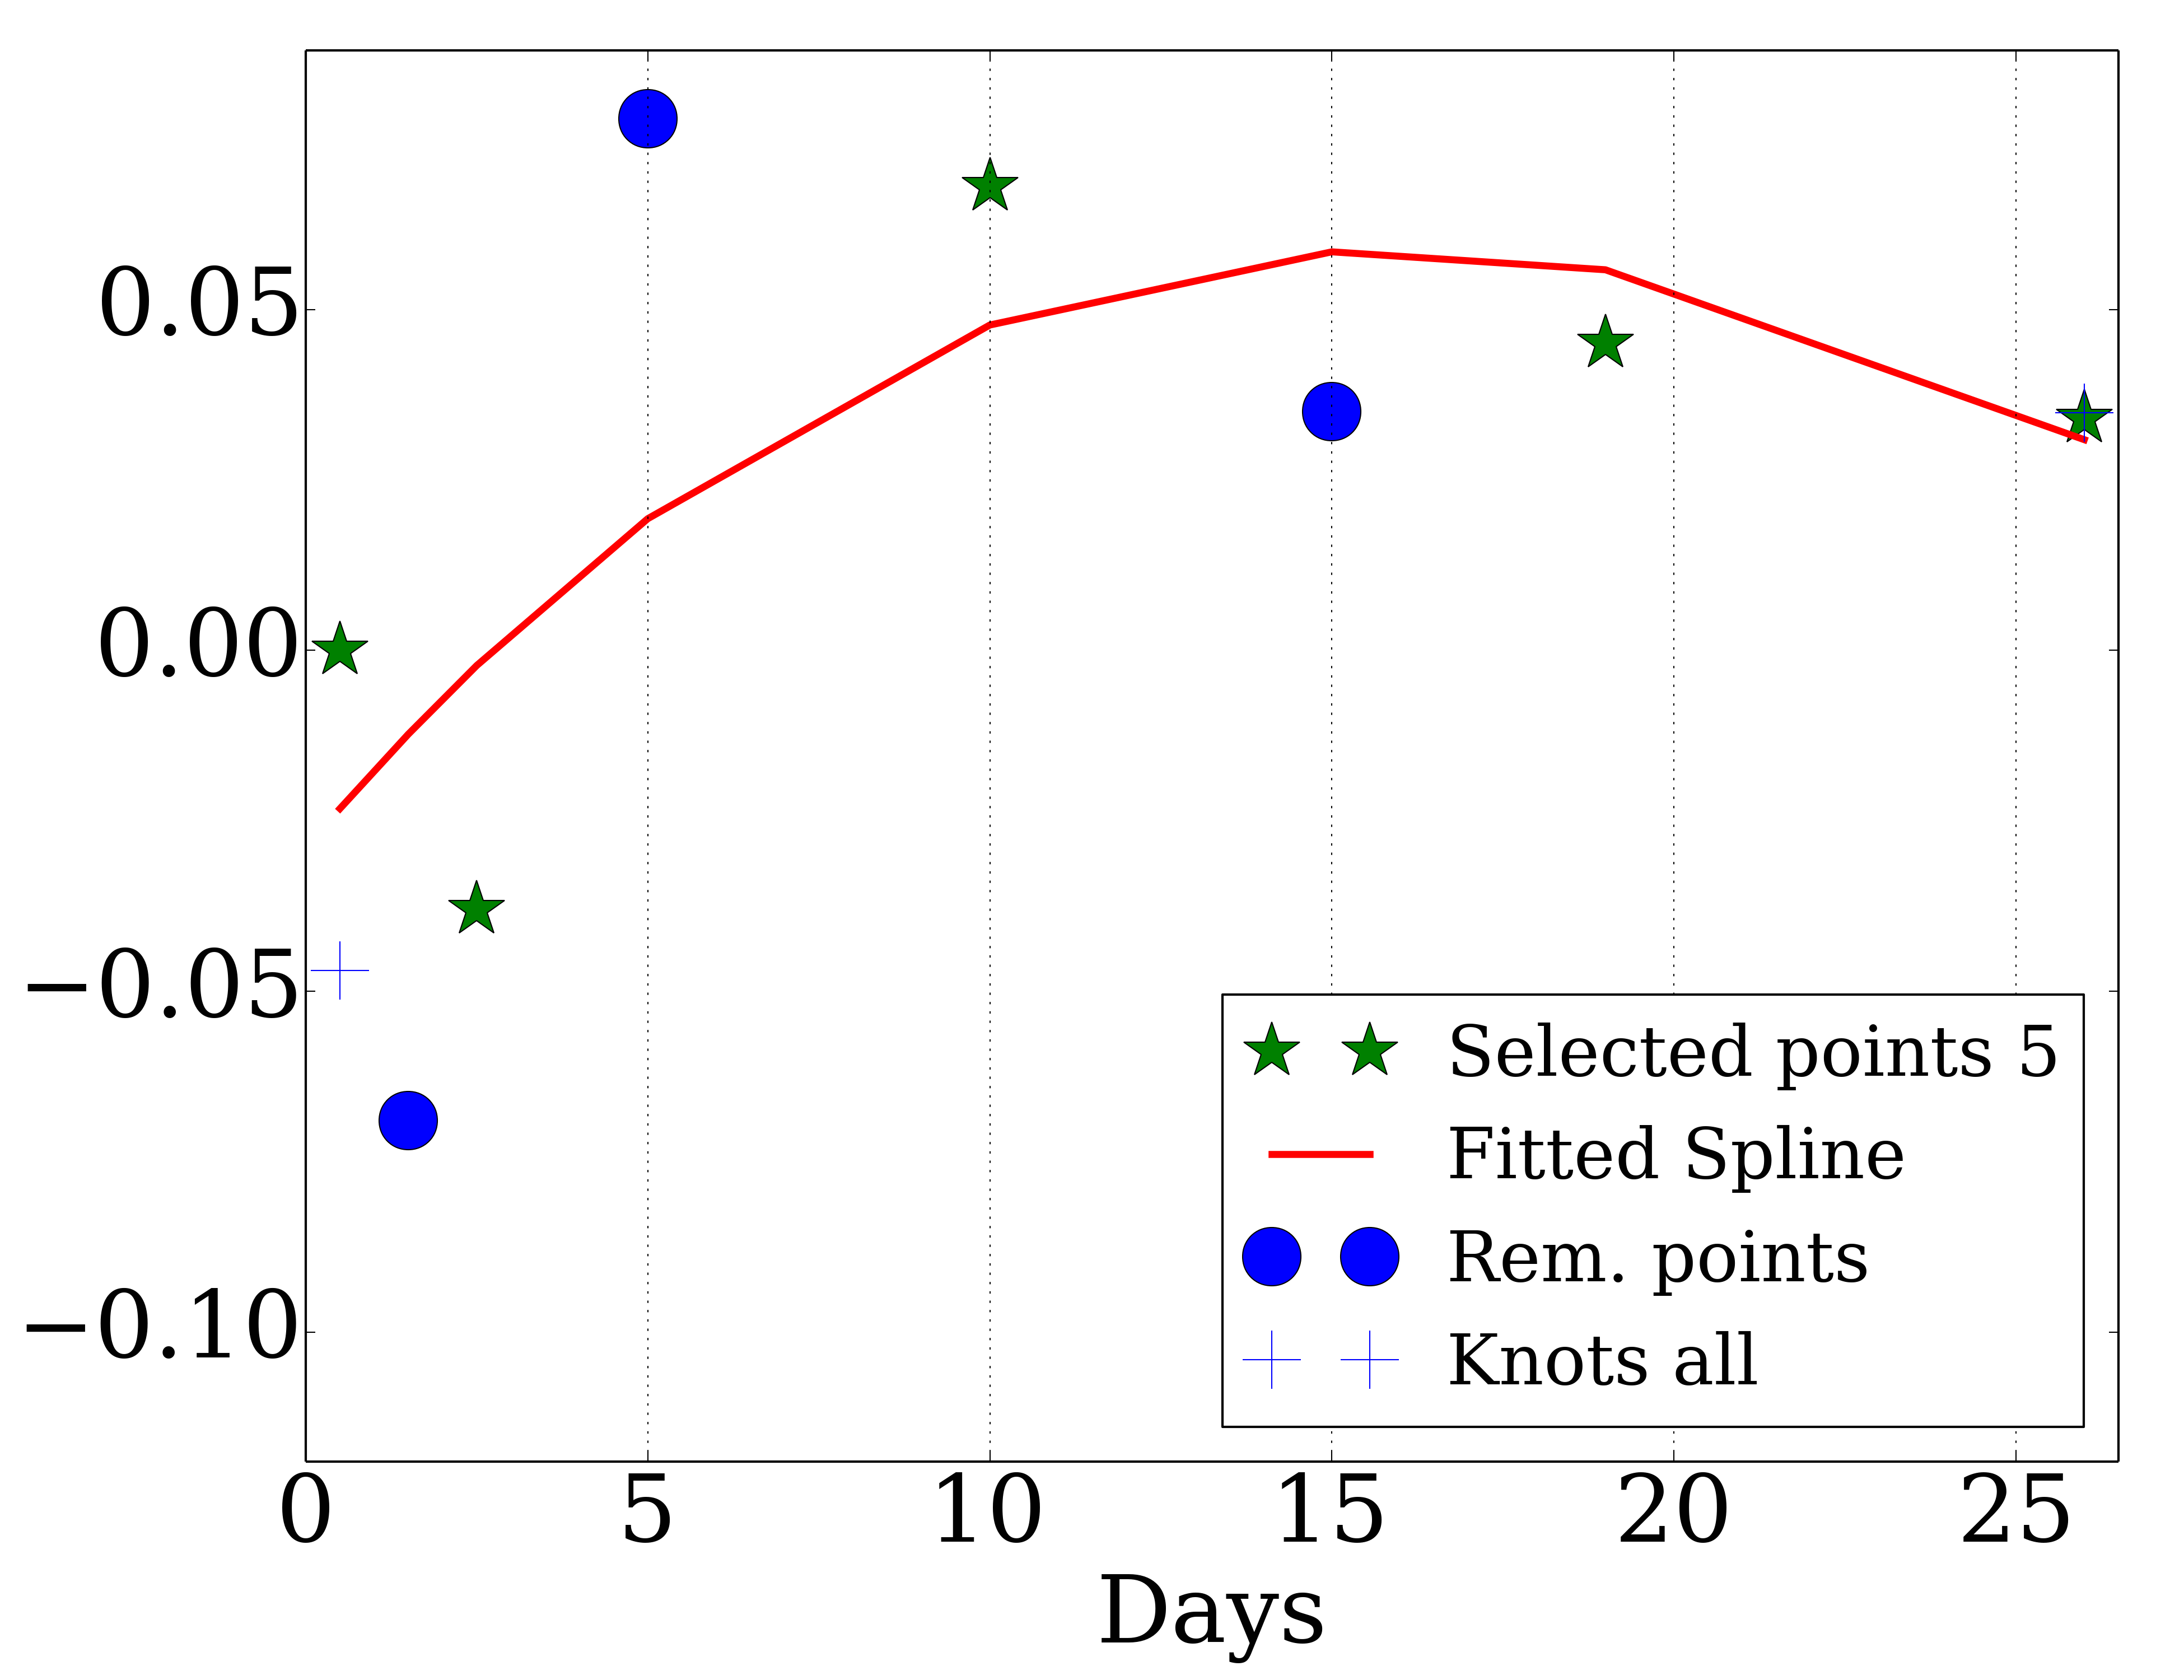 0.05
0.00
−0.05
−0.10
Selected points 5
Fitted Spline
Rem. points
Knots all
0 5 10 15 20 25
Days